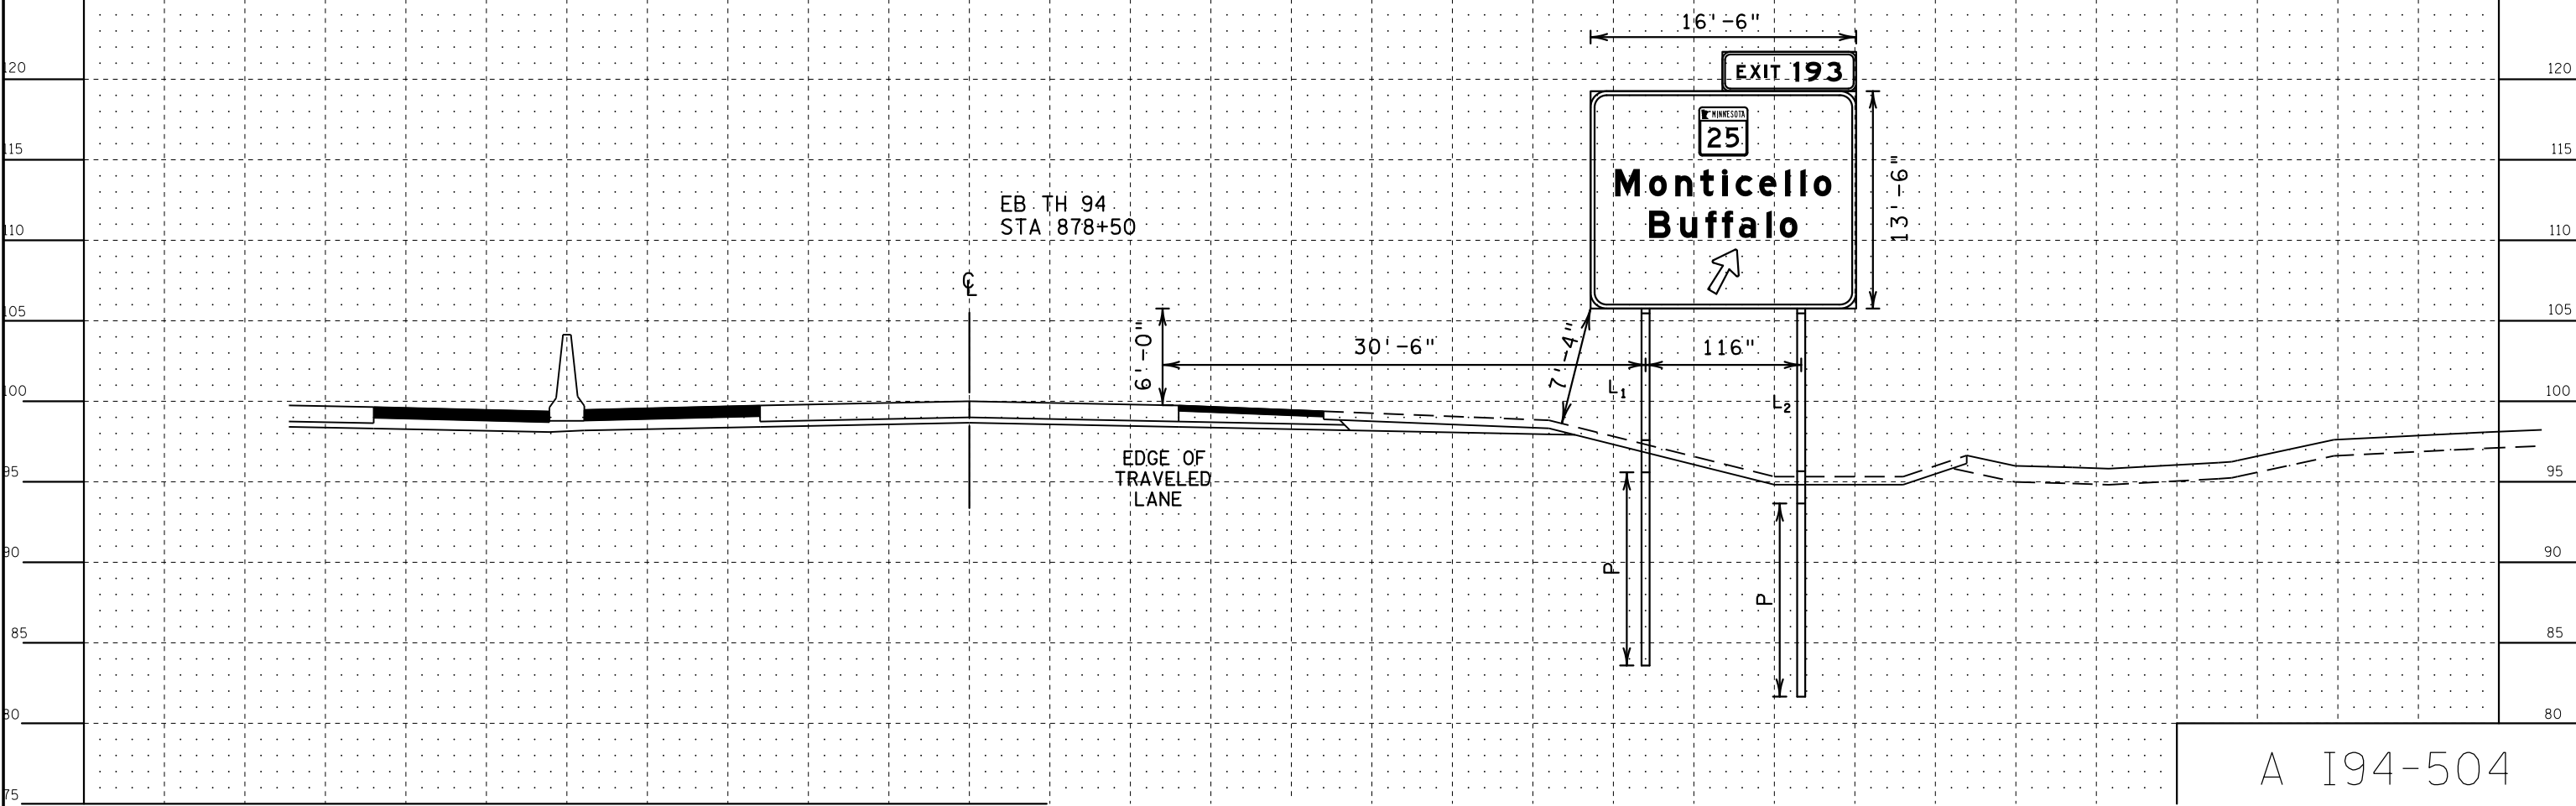 16'-6"
EXIT 193
MINNESOTA
25
Monticello
Buffalo
13'-6"
EB TH 94
STA 878+50
℄
6'-0"
30'-6"
7'-4"
116"
L1
L2
EDGE OF
TRAVELED
LANE
P
P
120
115
110
105
100
95
90
85
80
75
120
115
110
105
100
95
90
85
80
A I94-504